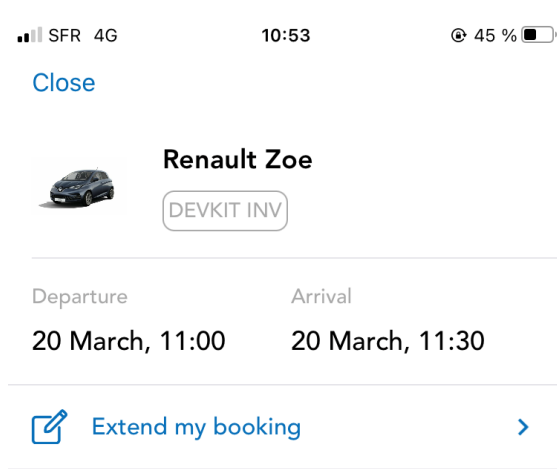 SFR 4G 10:53 45 %
Close
Renault Zoe
DEVKIT INV
Departure Arrival
20 March, 11:00 20 March, 11:30
Extend my booking